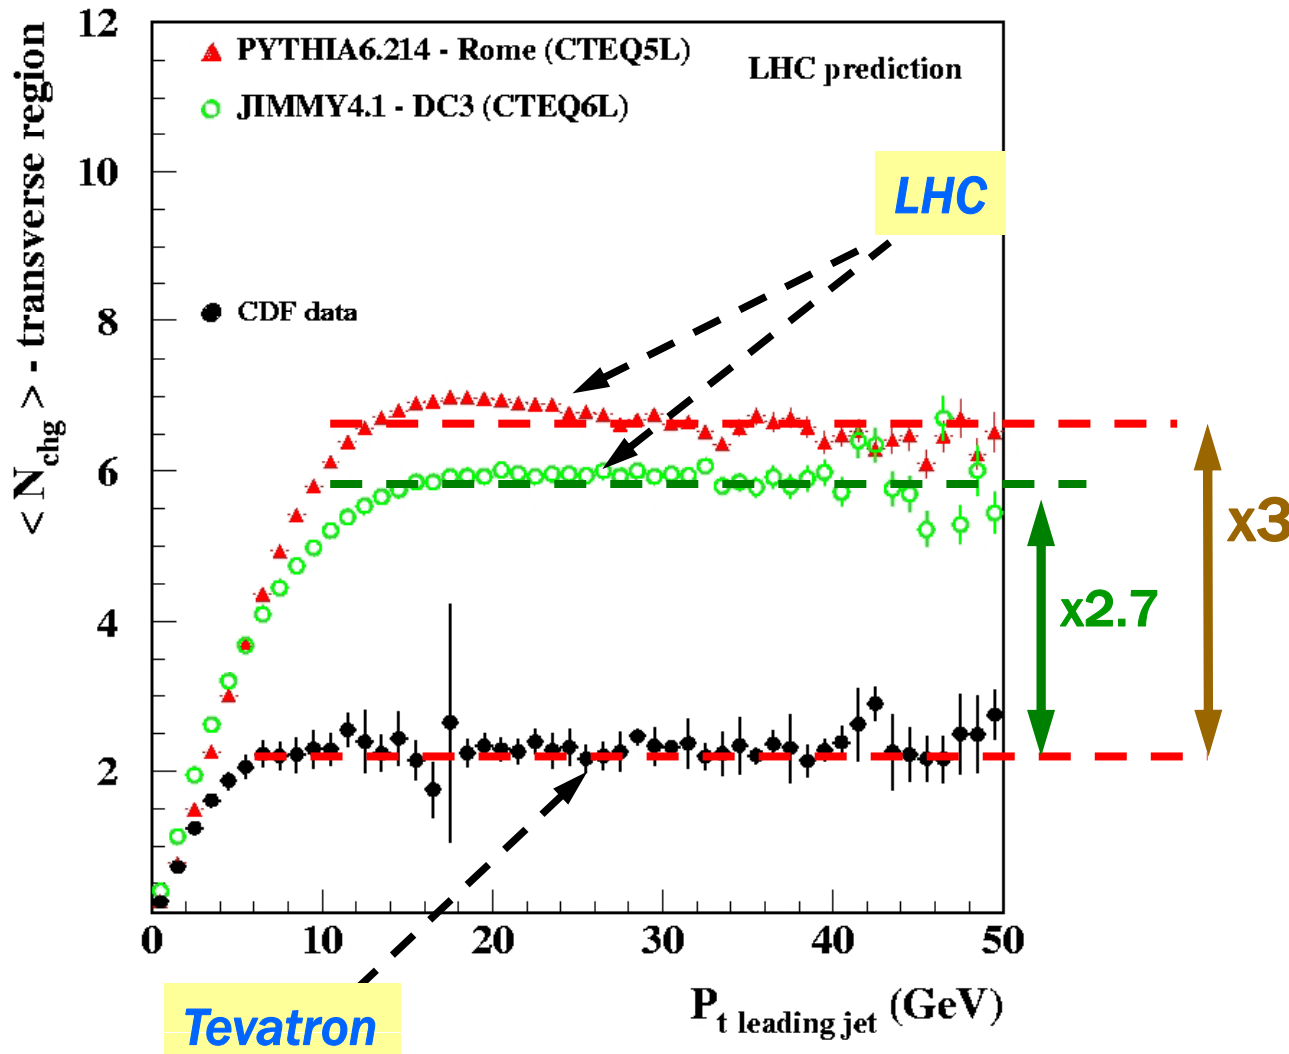 12
PYTHIA6.214 - Rome (CTEQ5L)
LHC prediction
JIMMY4.1 - DC3 (CTEQ6L)
10
LHC
8
CDF data
< Nchg > - transverse region
6
x3
x2.7
4
2
0 10 20 30 40 50
Pt leading jet (GeV)
Tevatron